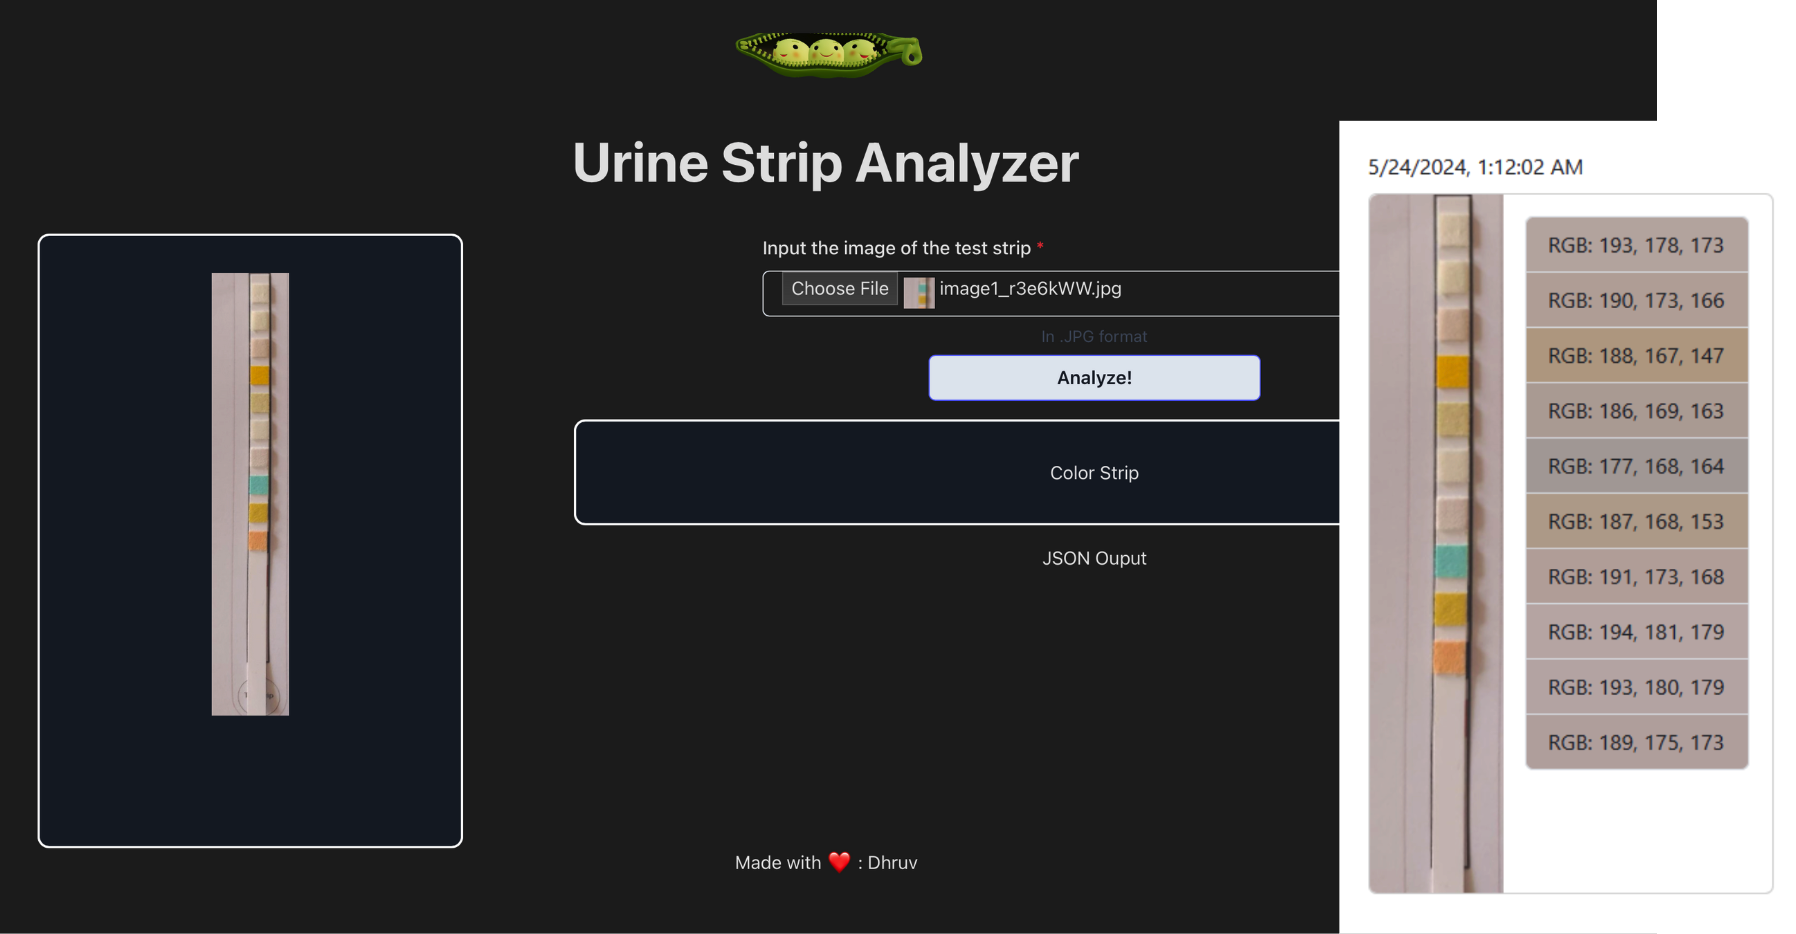 Urine Strip Analyzer
Input the image of the test strip *
Choose File image1_r3e6kWW.jpg
In .JPG format
Analyze!
Color Strip
JSON Ouput
Made with ❤️ : Dhruv
5/24/2024, 1:12:02 AM
RGB: 193, 178, 173
RGB: 190, 173, 166
RGB: 188, 167, 147
RGB: 186, 169, 163
RGB: 177, 168, 164
RGB: 187, 168, 153
RGB: 191, 173, 168
RGB: 194, 181, 179
RGB: 193, 180, 179
RGB: 189, 175, 173